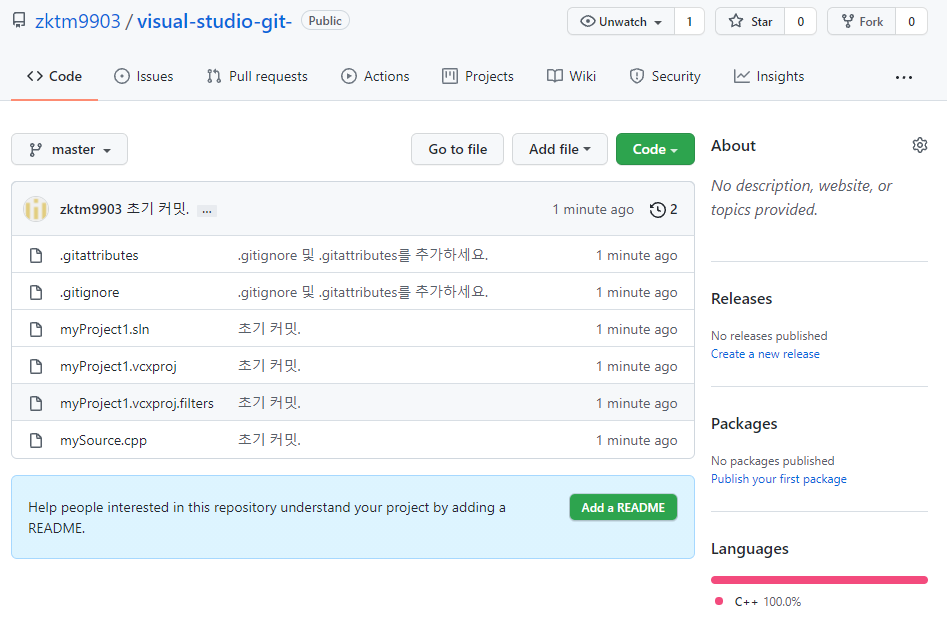 zktm9903 / visual-studio-git- Public
Unwatch 1 Star 0 Fork 0
Code Issues Pull requests Actions Projects Wiki Security Insights ...
master Go to file Add file Code
zktm9903 초기 커밋. ... 1 minute ago 2
.gitattributes .gitignore 및 .gitattributes를 추가하세요. 1 minute ago
.gitignore .gitignore 및 .gitattributes를 추가하세요. 1 minute ago
myProject1.sln 초기 커밋. 1 minute ago
myProject1.vcxproj 초기 커밋. 1 minute ago
myProject1.vcxproj.filters 초기 커밋. 1 minute ago
mySource.cpp 초기 커밋. 1 minute ago
Help people interested in this repository understand your project by adding a
README.
Add a README
About
No description, website, or
topics provided.
Releases
No releases published
Create a new release
Packages
No packages published
Publish your first package
Languages
C++ 100.0%